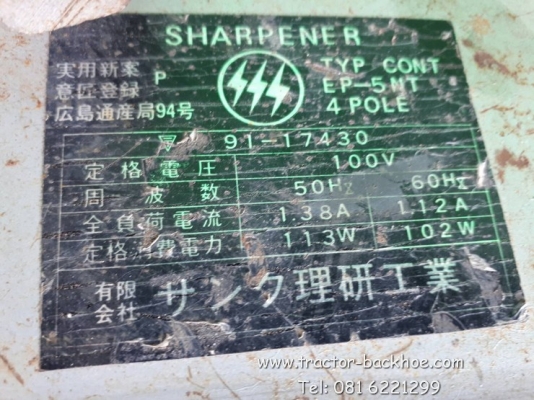 SHARPENER
実用新案
意匠登録 P
広島通産局94号
TYP CONT
EP-5NT
4 POLE
91-17430
定格電圧 100V
周波数 50Hz 60Hz
全負荷電流 1.38A 1.12A
定格消費電力 113W 102W
有限会社 サンク理研工業
www.tractor-backhoe.com
Tel: 081 6221299